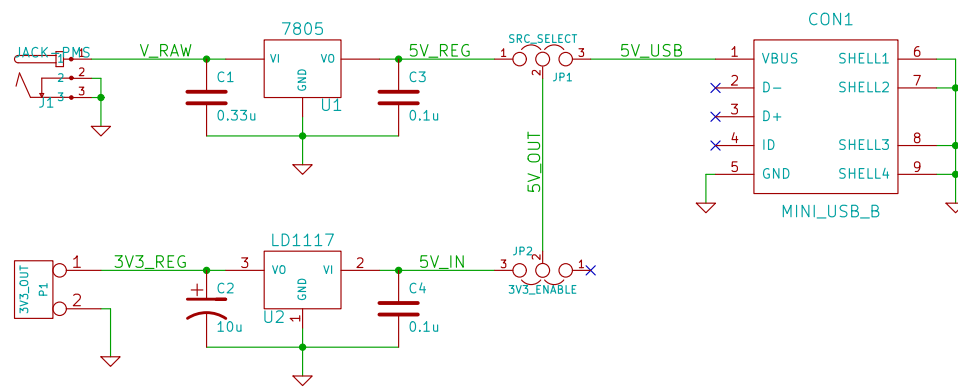 JACK-PMS
1
1
2
2
3
3
J1
V_RAW
C1
0.33u
7805
VI
VO
GND
U1
5V_REG
C3
0.1u
SRC_SELECT
1
2
3
JP1
5V_USB
5V_OUT
CON1
1
VBUS
2
D-
3
D+
4
ID
5
GND
SHELL1
6
SHELL2
7
SHELL3
8
SHELL4
9
MINI_USB_B
3V3_OUT
P1
1
2
3V3_REG
C2
10u
LD1117
3
VO
VI
2
GND
1
U2
5V_IN
C4
0.1u
JP2
3
2
1
3V3_ENABLE